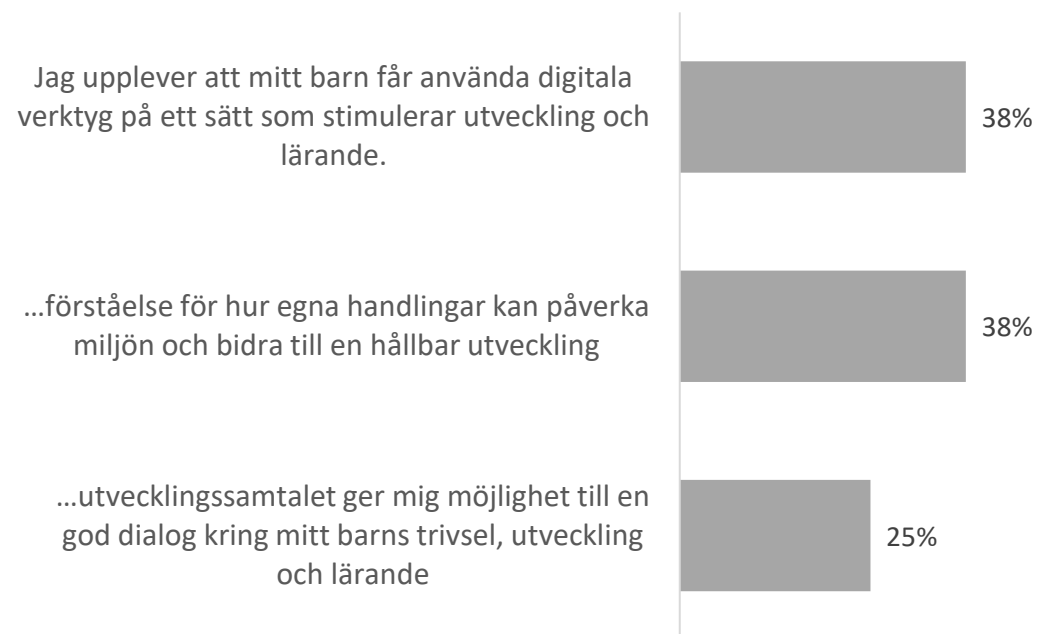 Jag upplever att mitt barn får använda digitala
verktyg på ett sätt som stimulerar utveckling och
lärande.
38%
...förståelse för hur egna handlingar kan påverka
miljön och bidra till en hållbar utveckling
38%
...utvecklingssamtalet ger mig möjlighet till en
god dialog kring mitt barns trivsel, utveckling
och lärande
25%